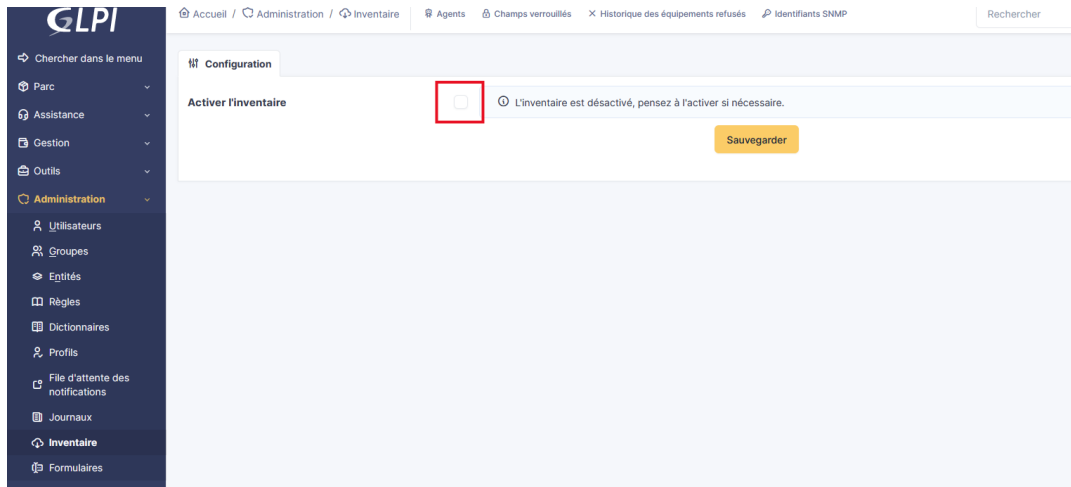 GLPI
Accueil / Administration / Inventaire
Agents
Champs verrouillés
Historique des équipements refusés
Identifiants SNMP
Rechercher
Chercher dans le menu
Parc
Assistance
Gestion
Outils
Administration
Utilisateurs
Groupes
Entités
Règles
Dictionnaires
Profils
File d'attente des
notifications
Journaux
Inventaire
Formulaires
Configuration
Activer l'inventaire
L'inventaire est désactivé, pensez à l'activer si nécessaire.
Sauvegarder